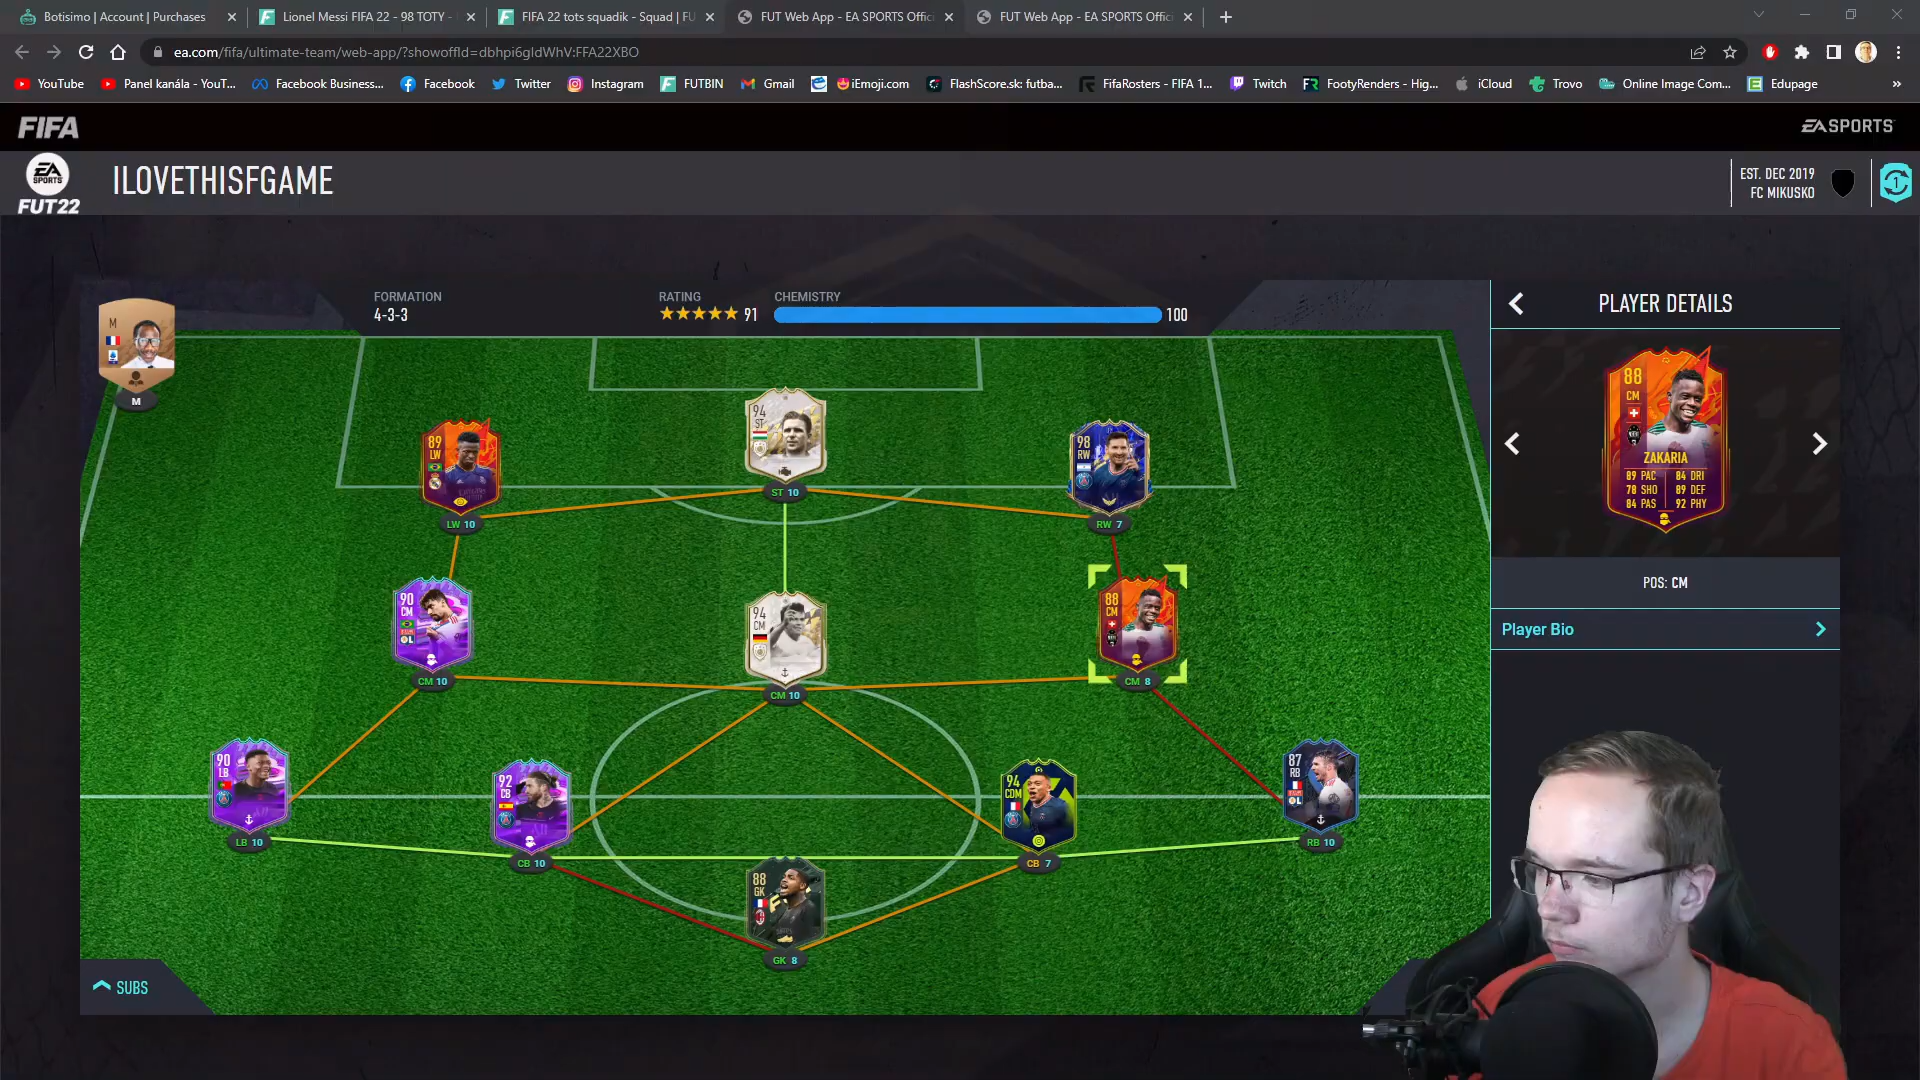 Botisimo | Account | Purchases
Lionel Messi FIFA 22 - 98 TOTY -
FIFA 22 tots squadik - Squad | FU
FUT Web App - EA SPORTS Offici
FUT Web App - EA SPORTS Offici
ea.com/fifa/ultimate-team/web-app/?showoffId=dbhpi6gldWhV:FFA22XBO
YouTube
Panel kanála - YouT...
Facebook Business...
Facebook
Twitter
Instagram
FUTBIN
Gmail
iEmoji.com
FlashScore.sk: futba...
FifaRosters - FIFA 1...
Twitch
FootyRenders - Hig...
iCloud
Trovo
Online Image Com...
Edupage
FIFA
EA SPORTS
EA SPORTS
FUT22
ILOVETHISFGAME
EST. DEC 2019
FC MIKUSKO
1
FORMATION
4-3-3
RATING
91
CHEMISTRY
100
PLAYER DETAILS
M
M
94
ST
ST 10
89
LW
LW 10
98
RW
RW 7
88
CM
ZAKARIA
89 PAC
84 DRI
78 SHO
89 DEF
84 PAS
92 PHY
POS: CM
Player Bio
90
CM
CM 10
94
CM
CM 10
88
CM
CM 8
90
LB
LB 10
92
CB
CB 10
94
CDM
CB 7
87
RB
RB 10
88
GK
GK 8
SUBS